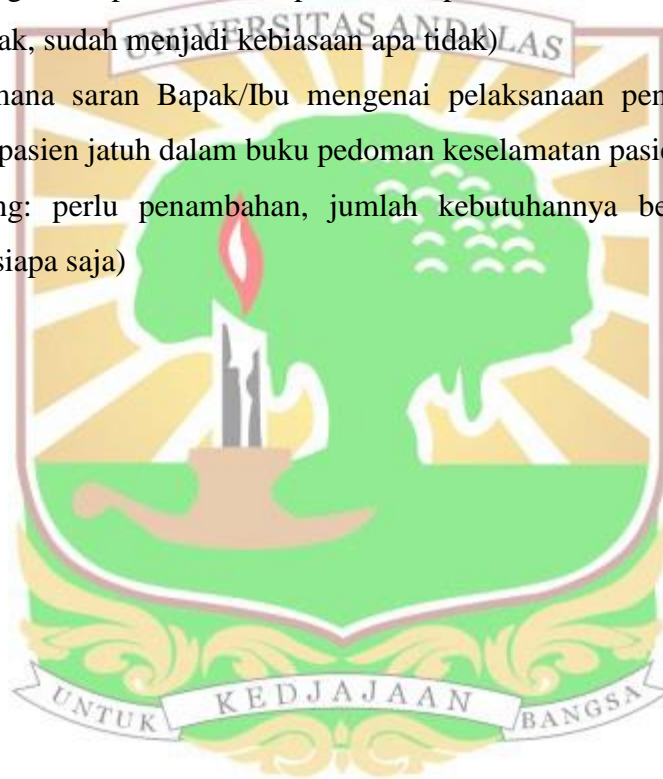 ak, sudah menjadi kebiasaan apa tidak)
UNIVERSITAS ANDALAS
mana saran Bapak/Ibu mengenai pelaksanaan pen
pasien jatuh dalam buku pedoman keselamatan pasi
ng: perlu penambahan, jumlah kebutuhannya be
siapa saja)
UNTUK KEDJAJAAN BANGSA